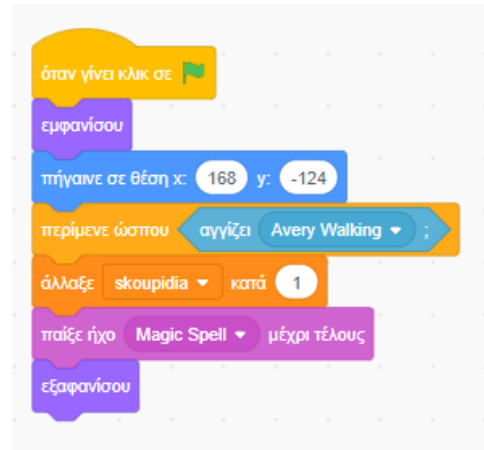 όταν γίνει κλικ σε
εμφανίσου
πήγαινε σε θέση x: 168 y: -124
περίμενε ώσπου αγγίζει Avery Walking ;
άλλαξε skoupidia κατά 1
παίξε ήχο Magic Spell μέχρι τέλους
εξαφανίσου